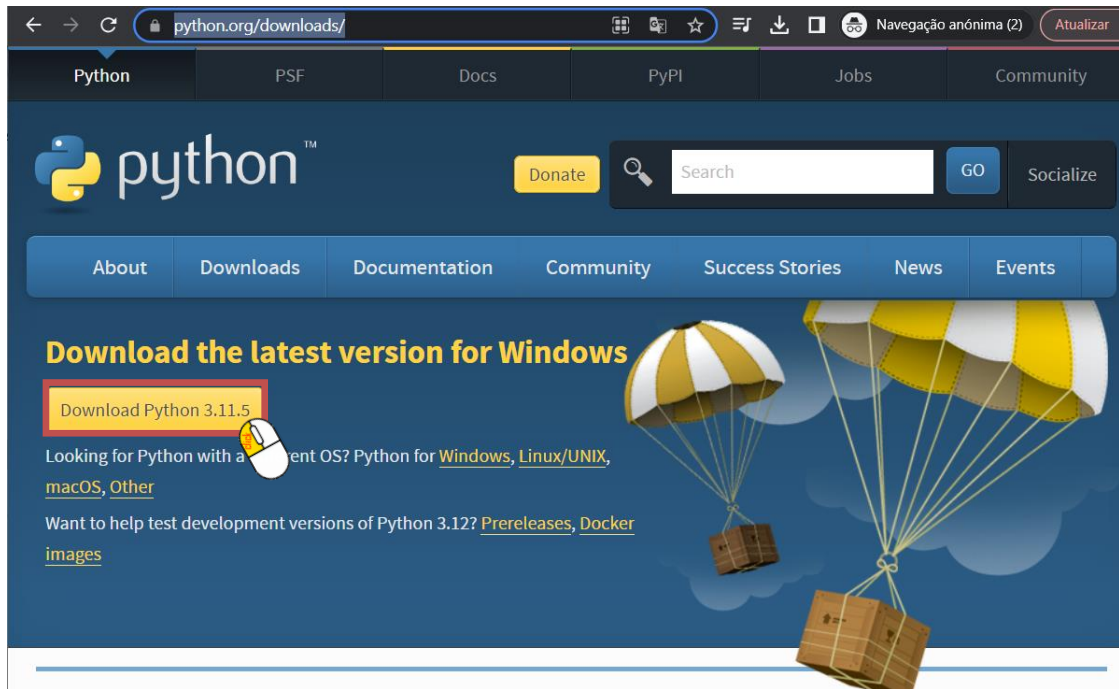 python.org/downloads/
Navegação anónima (2)
Atualizar
Python PSF Docs PyPI Jobs Community
python™
Donate
Search
GO
Socialize
About Downloads Documentation Community Success Stories News Events
Download the latest version for Windows
Download Python 3.11.5
Looking for Python with a rent OS? Python for Windows, Linux/UNIX,
macOS, Other
Want to help test development versions of Python 3.12? Prereleases, Docker
images